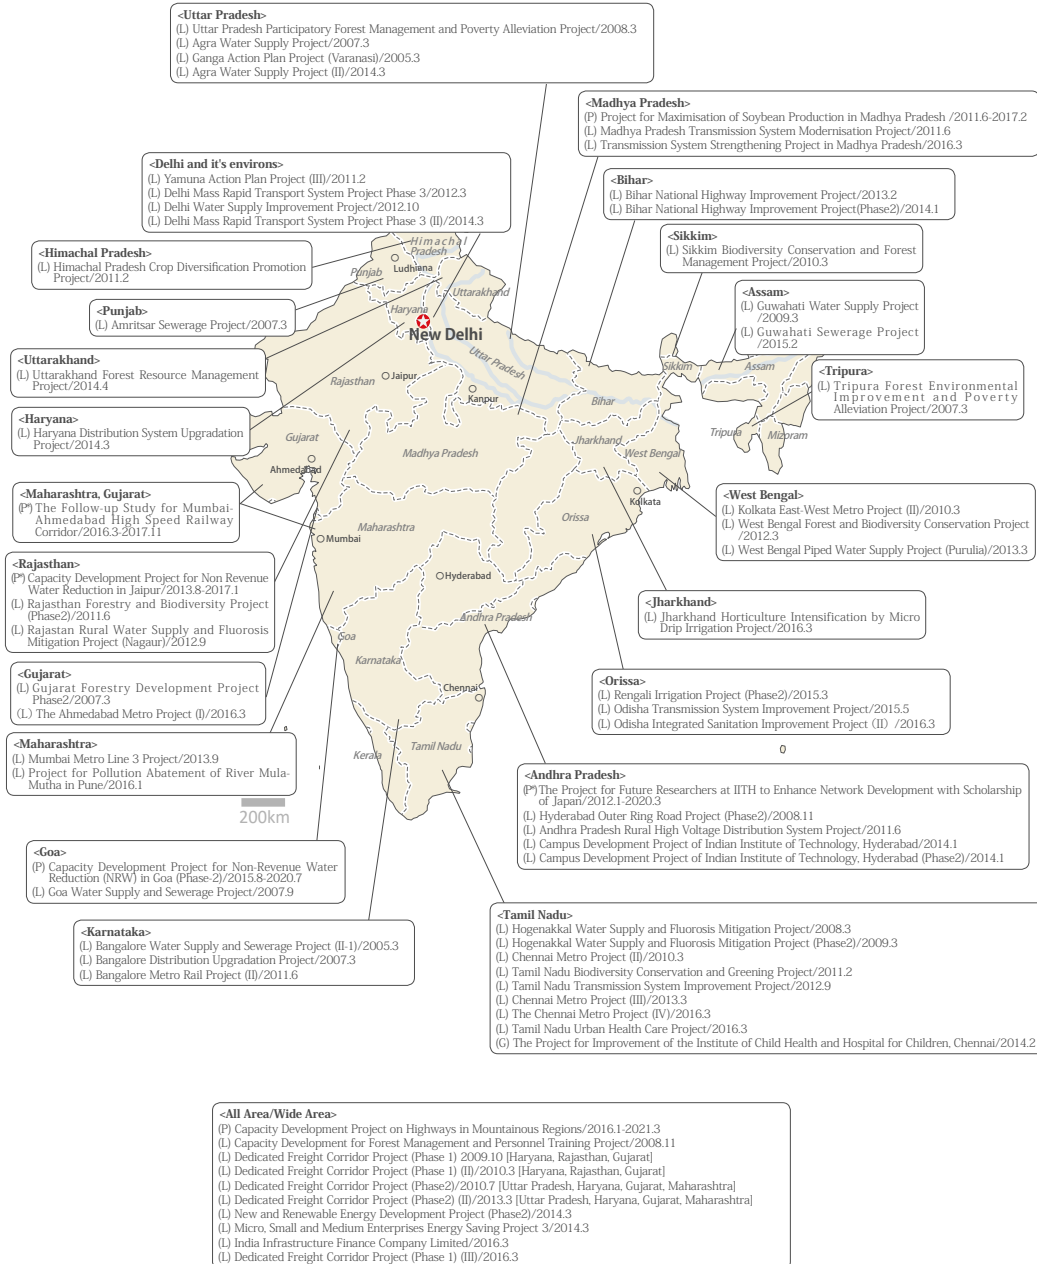 <Uttar Pradesh>
(L) Uttar Pradesh Participatory Forest Management and Poverty Alleviation Project/2008.3
(L) Agra Water Supply Project/2007.3
(L) Ganga Action Plan Project (Varanasi)/2005.3
(L) Agra Water Supply Project (II)/2014.3
<Madhya Pradesh>
(P) Project for Maximisation of Soybean Production in Madhya Pradesh /2011.6-2017.2
(L) Madhya Pradesh Transmission System Modernisation Project/2011.6
(L) Transmission System Strengthening Project in Madhya Pradesh/2016.3
<Delhi and it's environs>
(L) Yamuna Action Plan Project (III)/2011.2
(L) Delhi Mass Rapid Transport System Project Phase 3/2012.3
(L) Delhi Water Supply Improvement Project/2012.10
(L) Delhi Mass Rapid Transport System Project Phase 3 (II)/2014.3
<Bihar>
(L) Bihar National Highway Improvement Project/2013.2
(L) Bihar National Highway Improvement Project(Phase2)/2014.1
<Sikkim>
(L) Sikkim Biodiversity Conservation and Forest
Management Project/2010.3
<Himachal Pradesh>
(L) Himachal Pradesh Crop Diversification Promotion
Project/2011.2
<Assam>
(L) Guwahati Water Supply Project
/2009.3
(L) Guwahati Sewerage Project
/2015.2
<Punjab>
(L) Amritsar Sewerage Project/2007.3
<Uttarakhand>
(L) Uttarakhand Forest Resource Management
Project/2014.4
<Tripura>
(L) Tripura Forest Environmental
Improvement and Poverty
Alleviation Project/2007.3
<Haryana>
(L) Haryana Distribution System Upgradation
Project/2014.3
<Maharashtra, Gujarat>
(P*) The Follow-up Study for Mumbai-
Ahmedabad High Speed Railway
Corridor/2016.3-2017.11
<West Bengal>
(L) Kolkata East-West Metro Project (II)/2010.3
(L) West Bengal Forest and Biodiversity Conservation Project
/2012.3
(L) West Bengal Piped Water Supply Project (Purulia)/2013.3
<Rajasthan>
(P*) Capacity Development Project for Non Revenue
Water Reduction in Jaipur/2013.8-2017.1
(L) Rajasthan Forestry and Biodiversity Project
(Phase2)/2011.6
(L) Rajastan Rural Water Supply and Fluorosis
Mitigation Project (Nagaur)/2012.9
<Jharkhand>
(L) Jharkhand Horticulture Intensification by Micro
Drip Irrigation Project/2016.3
<Gujarat>
(L) Gujarat Forestry Development Project
Phase2/2007.3
(L) The Ahmedabad Metro Project (I)/2016.3
<Orissa>
(L) Rengali Irrigation Project (Phase2)/2015.3
(L) Odisha Transmission System Improvement Project/2015.5
(L) Odisha Integrated Sanitation Improvement Project (II) /2016.3
<Maharashtra>
(L) Mumbai Metro Line 3 Project/2013.9
(L) Project for Pollution Abatement of River Mula-
Mutha in Pune/2016.1
<Andhra Pradesh>
(P*) The Project for Future Researchers at IITH to Enhance Network Development with Scholarship
of Japan/2012.1-2020.3
(L) Hyderabad Outer Ring Road Project (Phase2)/2008.11
(L) Andhra Pradesh Rural High Voltage Distribution System Project/2011.6
(L) Campus Development Project of Indian Institute of Technology, Hyderabad/2014.1
(L) Campus Development Project of Indian Institute of Technology, Hyderabad (Phase2)/2014.1
<Goa>
(P) Capacity Development Project for Non-Revenue Water
Reduction (NRW) in Goa (Phase-2)/2015.8-2020.7
(L) Goa Water Supply and Sewerage Project/2007.9
<Karnataka>
(L) Bangalore Water Supply and Sewerage Project (II-1)/2005.3
(L) Bangalore Distribution Upgradation Project/2007.3
(L) Bangalore Metro Rail Project (II)/2011.6
<Tamil Nadu>
(L) Hogenakkal Water Supply and Fluorosis Mitigation Project/2008.3
(L) Hogenakkal Water Supply and Fluorosis Mitigation Project (Phase2)/2009.3
(L) Chennai Metro Project (II)/2010.3
(L) Tamil Nadu Biodiversity Conservation and Greening Project/2011.2
(L) Tamil Nadu Transmission System Improvement Project/2012.9
(L) Chennai Metro Project (III)/2013.3
(L) The Chennai Metro Project (IV)/2016.3
(L) Tamil Nadu Urban Health Care Project/2016.3
(G) The Project for Improvement of the Institute of Child Health and Hospital for Children, Chennai/2014.2
Himachal
Pradesh
Ludhiana
Punjab
Uttarakhand
Haryana
New Delhi
Uttar Pradesh
Rajasthan
Jaipur
Kanpur
Bihar
Sikkim
Assam
Tripura
Mizoram
Gujarat
Ahmedabad
Madhya Pradesh
Jharkhand
West Bengal
Kolkata
Orissa
Maharashtra
Mumbai
Hyderabad
Andhra Pradesh
Goa
Karnataka
Chennai
Tamil Nadu
Kerala
200km
<All Area/Wide Area>
(P) Capacity Development Project on Highways in Mountainous Regions/2016.1-2021.3
(L) Capacity Development for Forest Management and Personnel Training Project/2008.11
(L) Dedicated Freight Corridor Project (Phase 1) 2009.10 [Haryana, Rajasthan, Gujarat]
(L) Dedicated Freight Corridor Project (Phase 1) (II)/2010.3 [Haryana, Rajasthan, Gujarat]
(L) Dedicated Freight Corridor Project (Phase2)/2010.7 [Uttar Pradesh, Haryana, Gujarat, Maharashtra]
(L) Dedicated Freight Corridor Project (Phase2) (II)/2013.3 [Uttar Pradesh, Haryana, Gujarat, Maharashtra]
(L) New and Renewable Energy Development Project (Phase2)/2014.3
(L) Micro, Small and Medium Enterprises Energy Saving Project 3/2014.3
(L) India Infrastructure Finance Company Limited/2016.3
(L) Dedicated Freight Corridor Project (Phase 1) (III)/2016.3